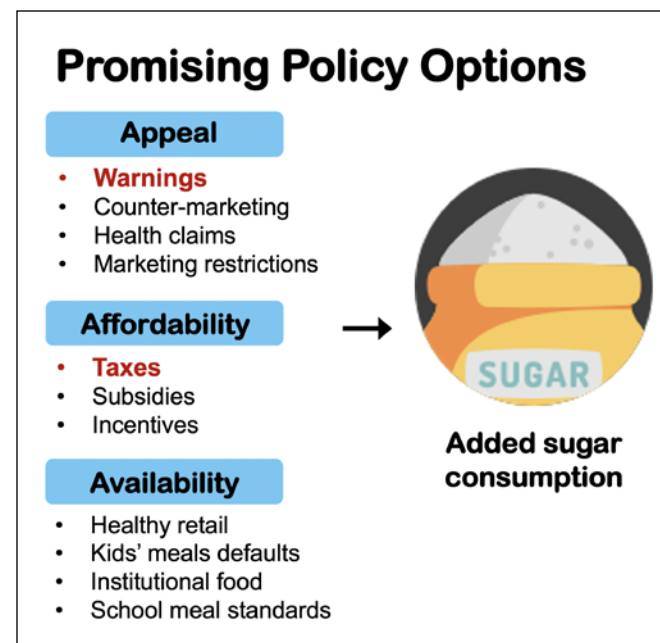 Promising Policy Options
Appeal
• Warnings
• Counter-marketing
• Health claims
• Marketing restrictions
Affordability
• Taxes
• Subsidies
• Incentives
Availability
• Healthy retail
• Kids' meals defaults
• Institutional food
• School meal standards
SUGAR
Added sugar
consumption